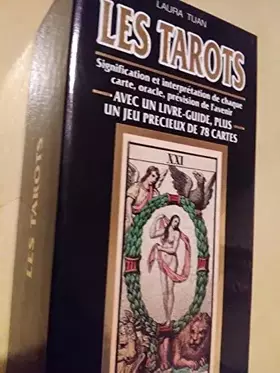 LAURA TUAN
LES TAROTS
Signification et interprétation de chaque
carte, oracle, prévision de l'avenir
AVEC UN LIVRE-GUIDE, PLUS
UN JEU PRECIEUX DE 78 CARTES
XXI
LES TAROTS